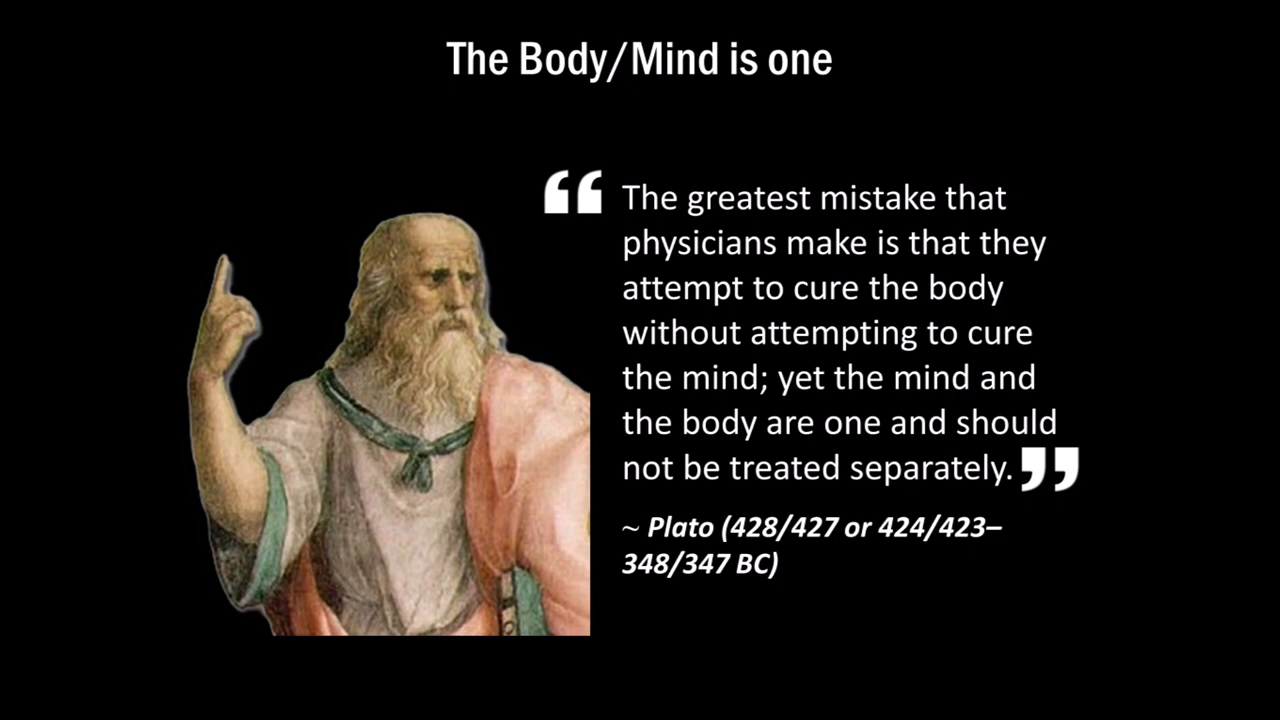 The Body/Mind is one
“ The greatest mistake that
physicians make is that they
attempt to cure the body
without attempting to cure
the mind; yet the mind and
the body are one and should
not be treated separately. ”
~ Plato (428/427 or 424/423–
348/347 BC)